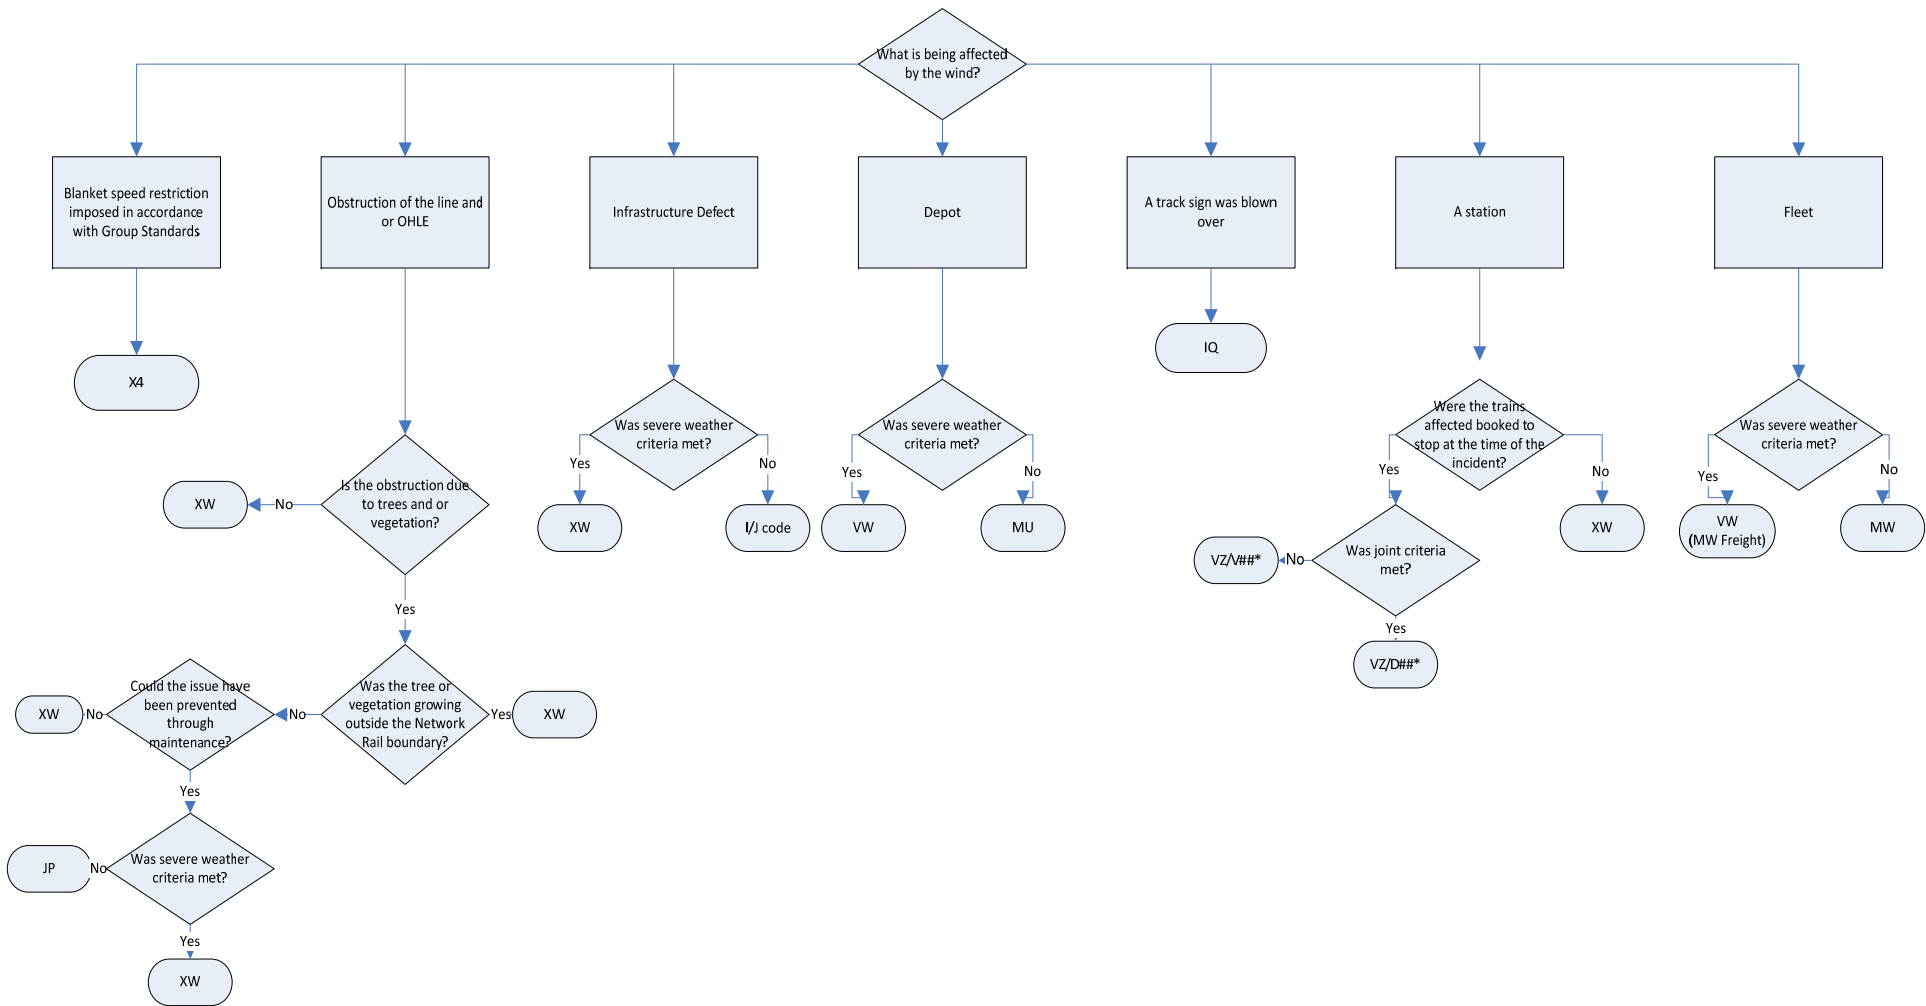 What is being affected
by the wind?
Blanket speed restriction
imposed in accordance
with Group Standards.
Obstruction of the line and
or OHLE
Infrastructure Defect
Depot
A track sign was blown
over
A station
Fleet
X4
IQ
Was severe weather
criteria met?
Yes
No
XW
I/J code
Was severe weather
criteria met?
Yes
No
VW
MU
Were the trains
affected booked to
stop at the time of the
incident?
Yes
No
XW
Was joint criteria
met?
No
VZ/V##*
Yes
VZ/D##*
Was severe weather
criteria met?
Yes
No
VW
(MW Freight)
MW
Is the obstruction due
to trees and or
vegetation?
No
XW
Yes
Was the tree or
vegetation growing
outside the Network
Rail boundary?
Yes
XW
No
Could the issue have
been prevented
through
maintenance?
No
XW
Yes
Was severe weather
criteria met?
No
JP
Yes
XW